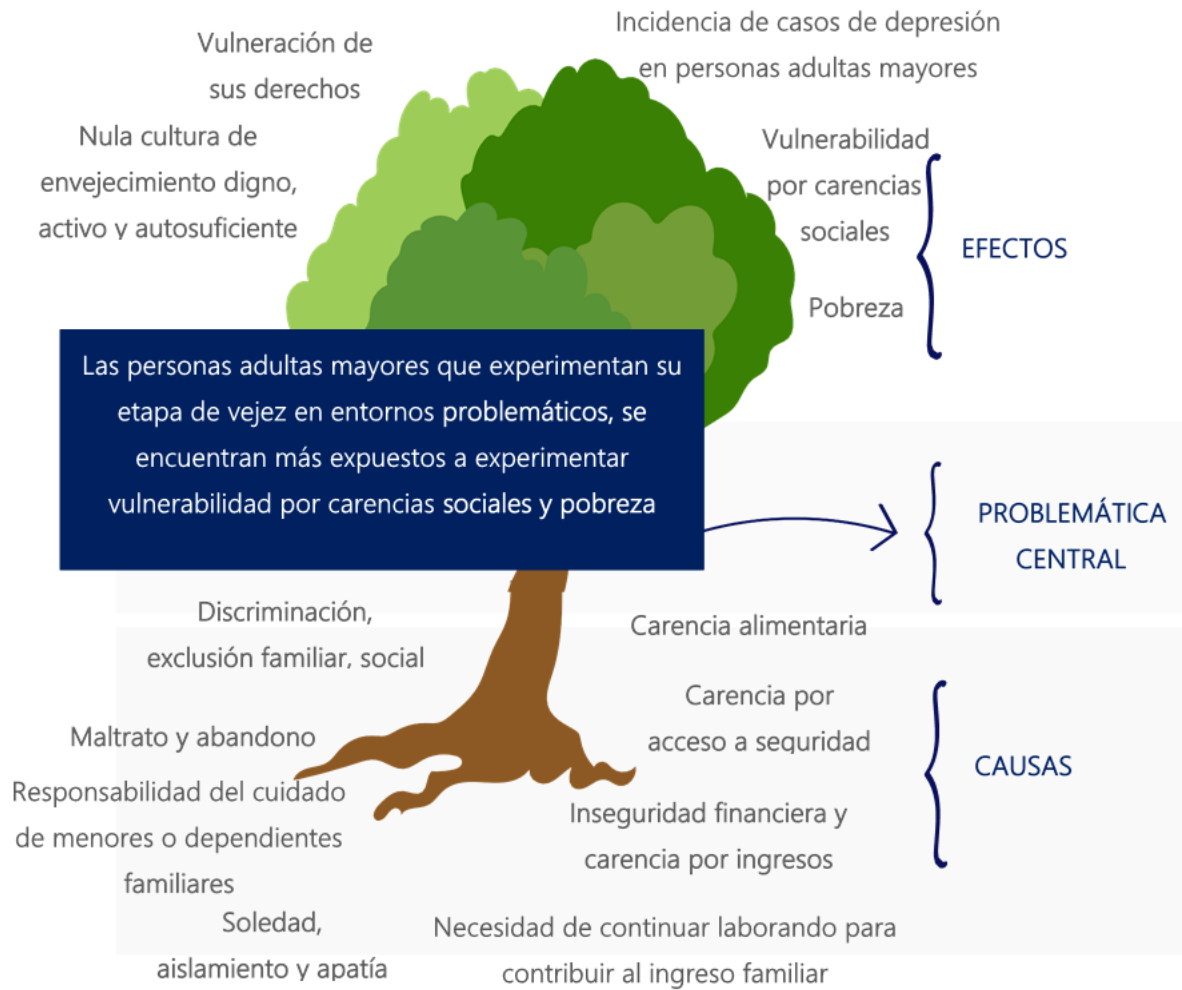 Vulneración de
sus derechos
Incidencia de casos de depresión
en personas adultas mayores
Nula cultura de
envejecimiento digno,
activo y autosuficiente
Vulnerabilidad
por carencias
sociales
Pobreza
EFECTOS
Las personas adultas mayores que experimentan su
etapa de vejez en entornos problemáticos, se
encuentran más expuestos a experimentar
vulnerabilidad por carencias sociales y pobreza
PROBLEMÁTICA
CENTRAL
Discriminación,
exclusión familiar, social
Carencia alimentaria
Maltrato y abandono
Carencia por
acceso a seguridad
CAUSAS
Responsabilidad del cuidado
de menores o dependientes
familiares
Inseguridad financiera y
carencia por ingresos
Soledad,
aislamiento y apatía
Necesidad de continuar laborando para
contribuir al ingreso familiar